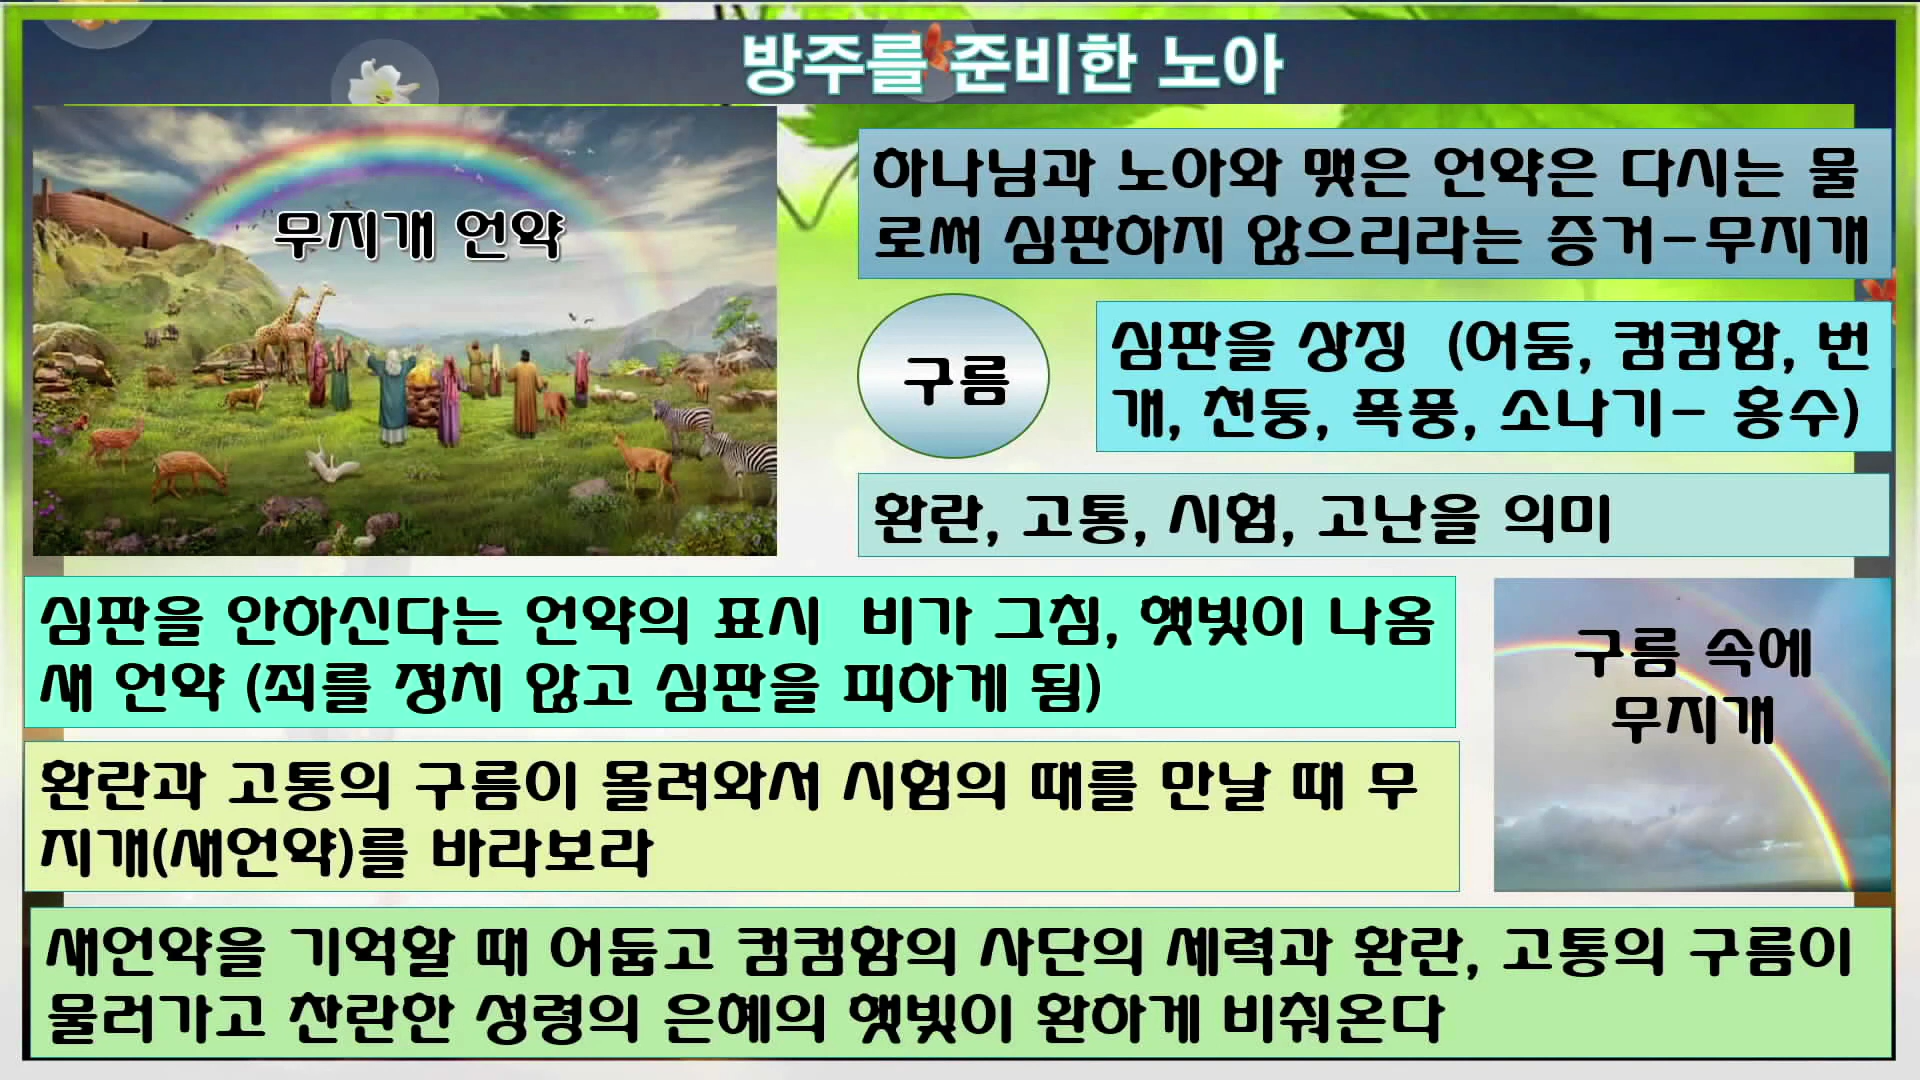 방주를 준비한 노아
무지개 언약
하나님과 노아와 맺은 언약은 다시는 물
로써 심판하지 않으리라는 증거-무지개
구름
심판을 상징 (어둠, 컴컴함, 번
개, 천둥, 폭풍, 소나기- 홍수)
환란, 고통, 시험, 고난을 의미
심판을 안하신다는 언약의 표시 비가 그침, 햇빛이 나옴
새 언약 (죄를 정치 않고 심판을 피하게 됨)
구름 속에
무지개
환란과 고통의 구름이 몰려와서 시험의 때를 만날 때 무
지개(새언약)를 바라보라
새언약을 기억할 때 어둡고 컴컴함의 사단의 세력과 환란, 고통의 구름이
물러가고 찬란한 성령의 은혜의 햇빛이 환하게 비춰온다